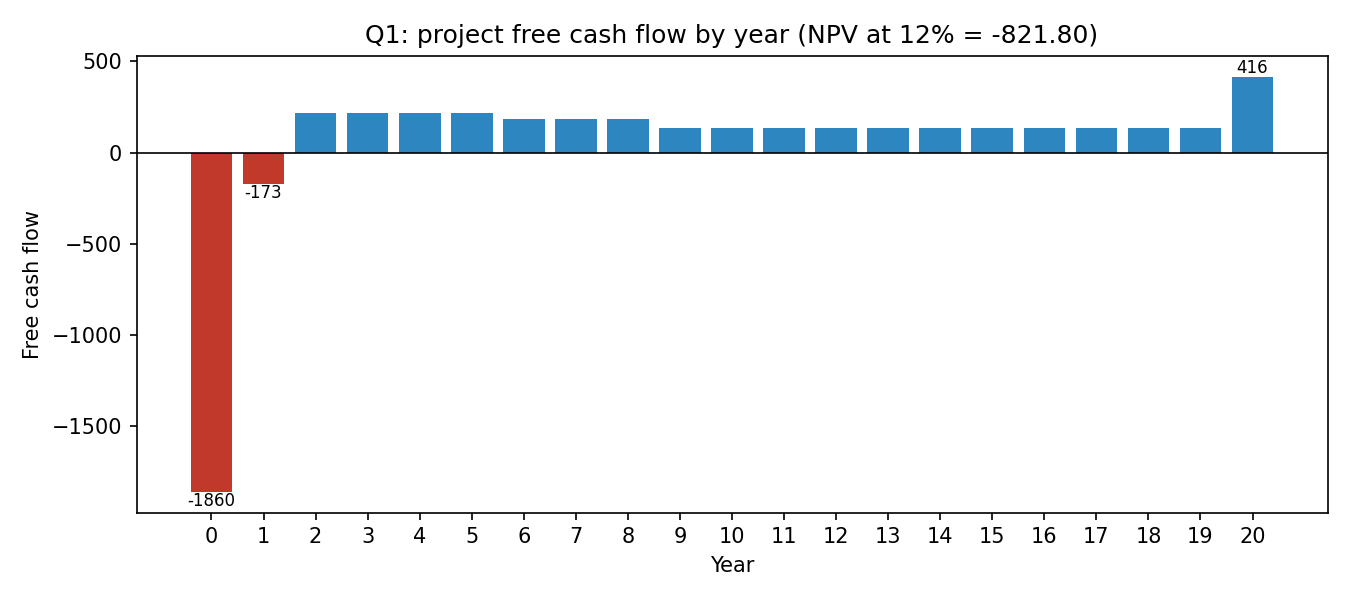 Q1: project free cash flow by year (NPV at 12% = -821.80)
500
0
−500
−1000
−1500
Free cash flow
-1860
-173
416
0 1 2 3 4 5 6 7 8 9 10 11 12 13 14 15 16 17 18 19 20
Year